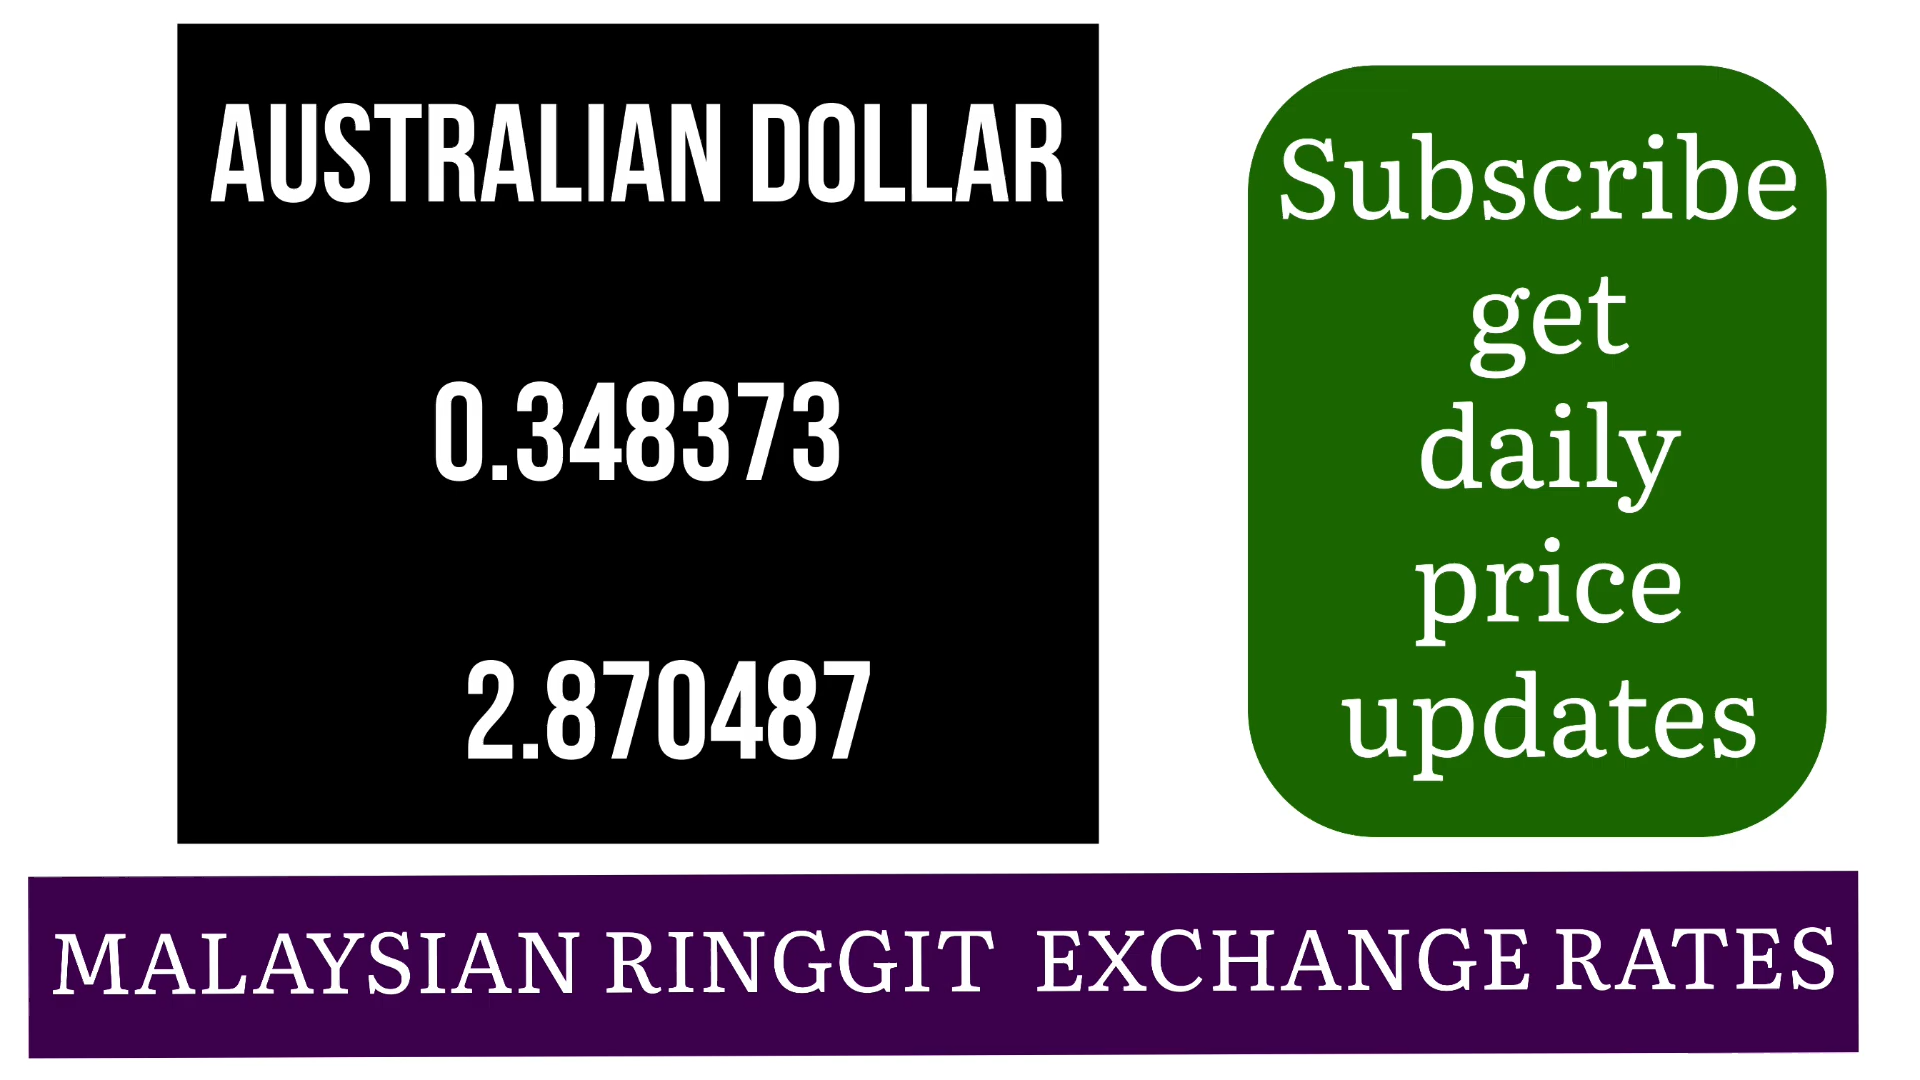 AUSTRALIAN DOLLAR
0.348373
2.870487
Subscribe
get
daily
price
updates
MALAYSIAN RINGGIT EXCHANGE RATES